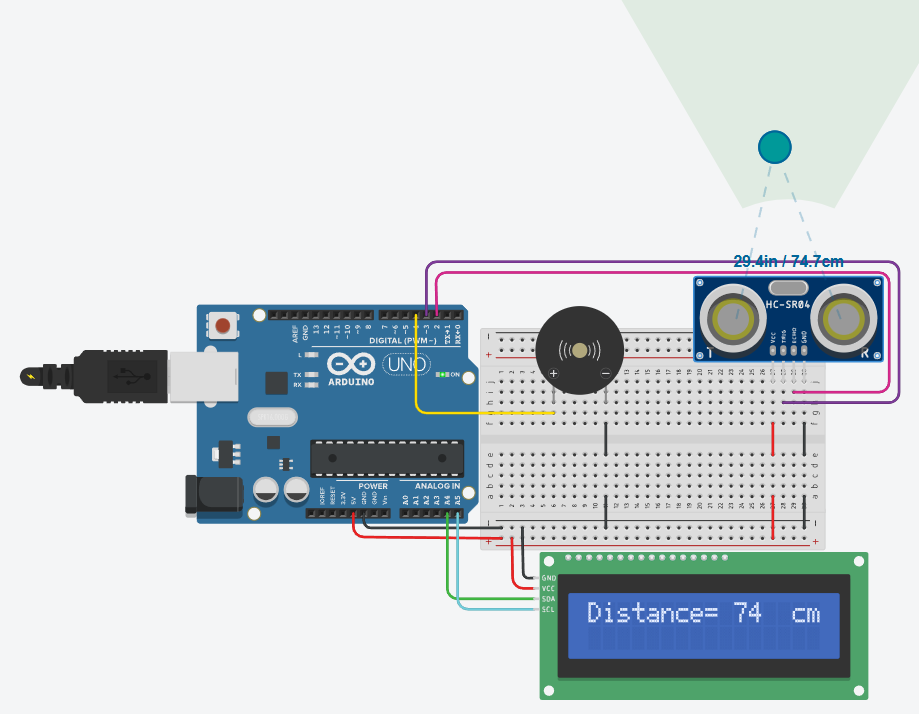 29.4in / 74.7cm
HC-SR04
VCC
TRIG
ECHO
GND
T
R
AREF
GND
13
12
~11
~10
~9
8
7
~6
~5
4
~3
2
TX→1
RX←0
DIGITAL (PWM~)
L
TX
RX
ARDUINO
UNO
ON
POWER
ANALOG IN
IOREF
RESET
3.3V
5V
GND
GND
Vin
A0
A1
A2
A3
A4
A5
GND
VCC
SDA
SCL
Distance= 74 cm